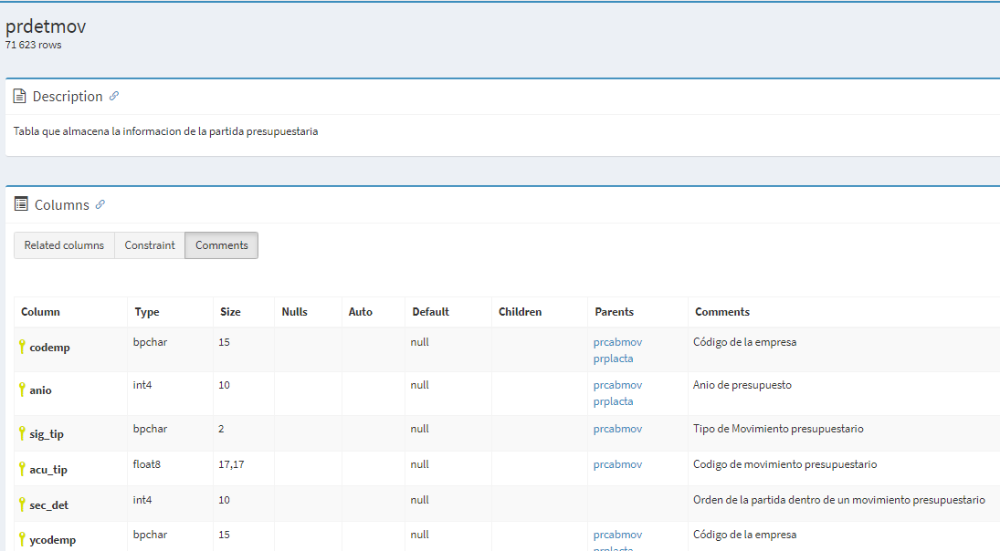 prdetmov
71 623 rows
Description
Tabla que almacena la informacion de la partida presupuestaria
Columns
Related columns Constraint Comments
Column Type Size Nulls Auto Default Children Parents Comments
codemp bpchar 15 null prcabmov Código de la empresa
prplacta
anio int4 10 null prcabmov Anio de presupuesto
prplacta
sig_tip bpchar 2 null prcabmov Tipo de Movimiento presupuestario
acu_tip float8 17,17 null prcabmov Codigo de movimiento presupuestario
sec_det int4 10 null Orden de la partida dentro de un movimiento presupuestario
ycodemp bpchar 15 null prcabmov Código de la empresa
prplacta